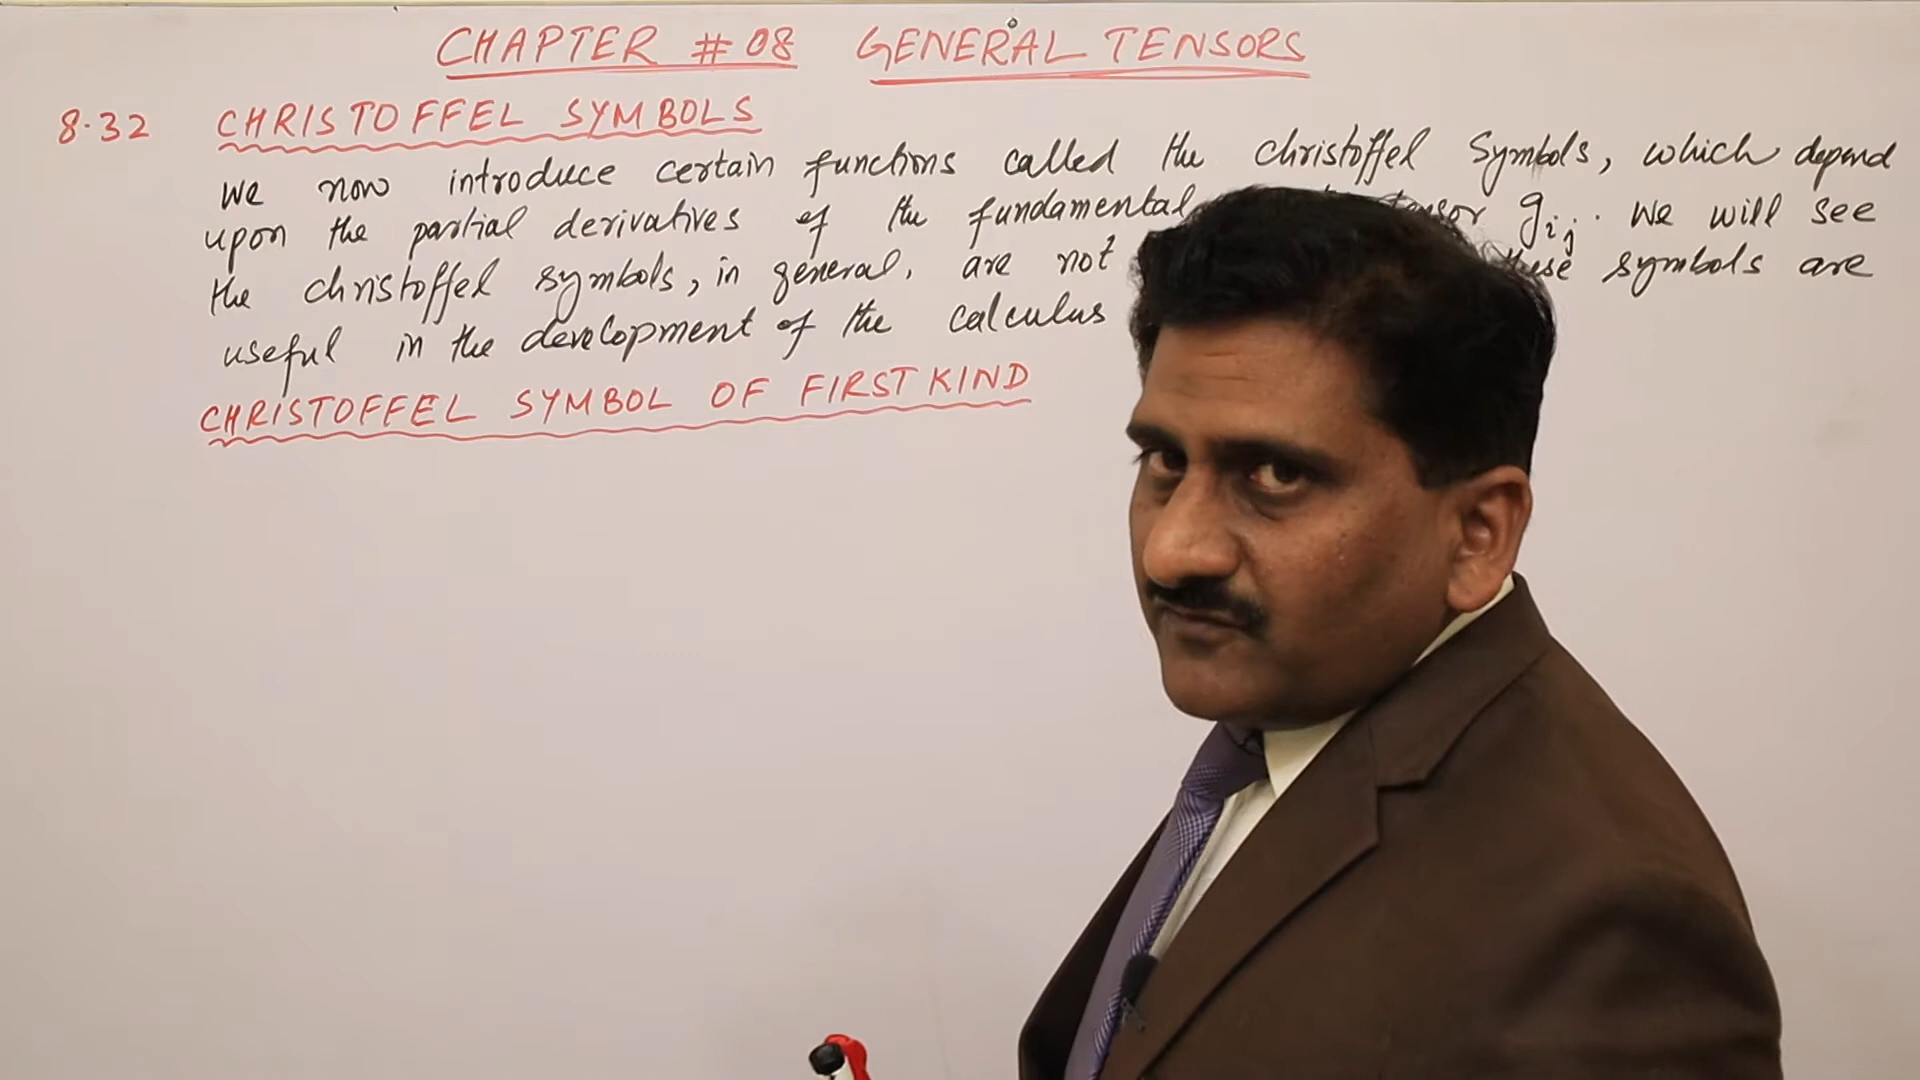 CHAPTER # 08 GENERAL TENSORS
8.32 CHRISTOFFEL SYMBOLS
We now introduce certain functions called the christoffel Symbols, which depend
upon the partial derivatives of the fundamental tensor gij. We will see
the christoffel symbols, in general, are not these symbols are
useful in the development of the calculus
CHRISTOFFEL SYMBOL OF FIRST KIND